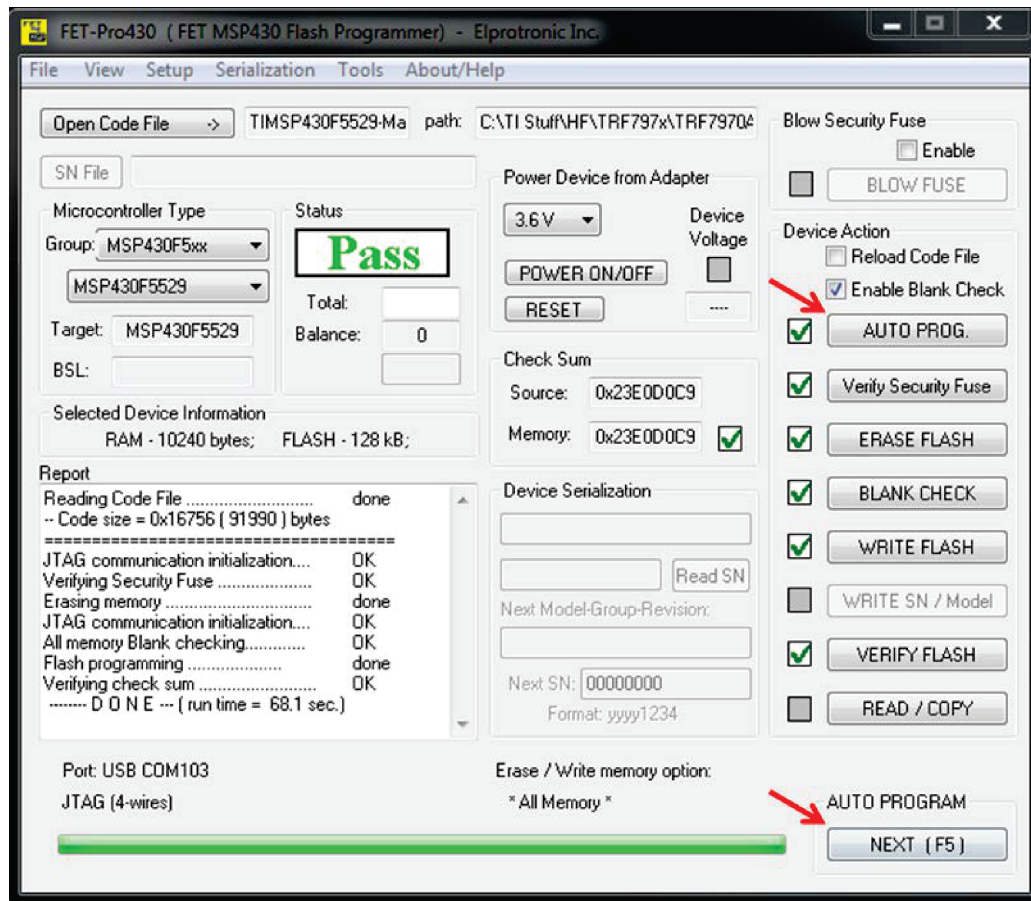 FET-Pro430 ( FET MSP430 Flash Programmer) - Elprotronic Inc.
File View Setup Serialization Tools About/Help
Open Code File -> TIMSP430F5529-Ma path: C:\TI Stuff\HF\TRF797x\TRF7970A
SN File
Microcontroller Type
Group: MSP430F5xx
MSP430F5529
Target: MSP430F5529
BSL:
Status
Pass
Total:
Balance: 0
Selected Device Information
RAM - 10240 bytes; FLASH - 128 kB;
Report
Reading Code File ............................ done
-- Code size = 0x16756 ( 91990 ) bytes
=======================================
JTAG communication initialization.... OK
Verifying Security Fuse ..................... OK
Erasing memory ................................ done
JTAG communication initialization.... OK
All memory Blank checking............. OK
Flash programming ..................... done
Verifying check sum .......................... OK
-------- D O N E --- ( run time = 68.1 sec.)
Power Device from Adapter
3.6 V
Device
Voltage
POWER ON/OFF
RESET
----
Check Sum
Source: 0x23E0D0C9
Memory: 0x23E0D0C9
Device Serialization
Read SN
Next Model-Group-Revision:
Next SN: 00000000
Format: yyyy1234
Blow Security Fuse
Enable
BLOW FUSE
Device Action
Reload Code File
Enable Blank Check
AUTO PROG.
Verify Security Fuse
ERASE FLASH
BLANK CHECK
WRITE FLASH
WRITE SN / Model
VERIFY FLASH
READ / COPY
Port: USB COM103
JTAG (4-wires)
Erase / Write memory option:
* All Memory *
AUTO PROGRAM
NEXT ( F5 )